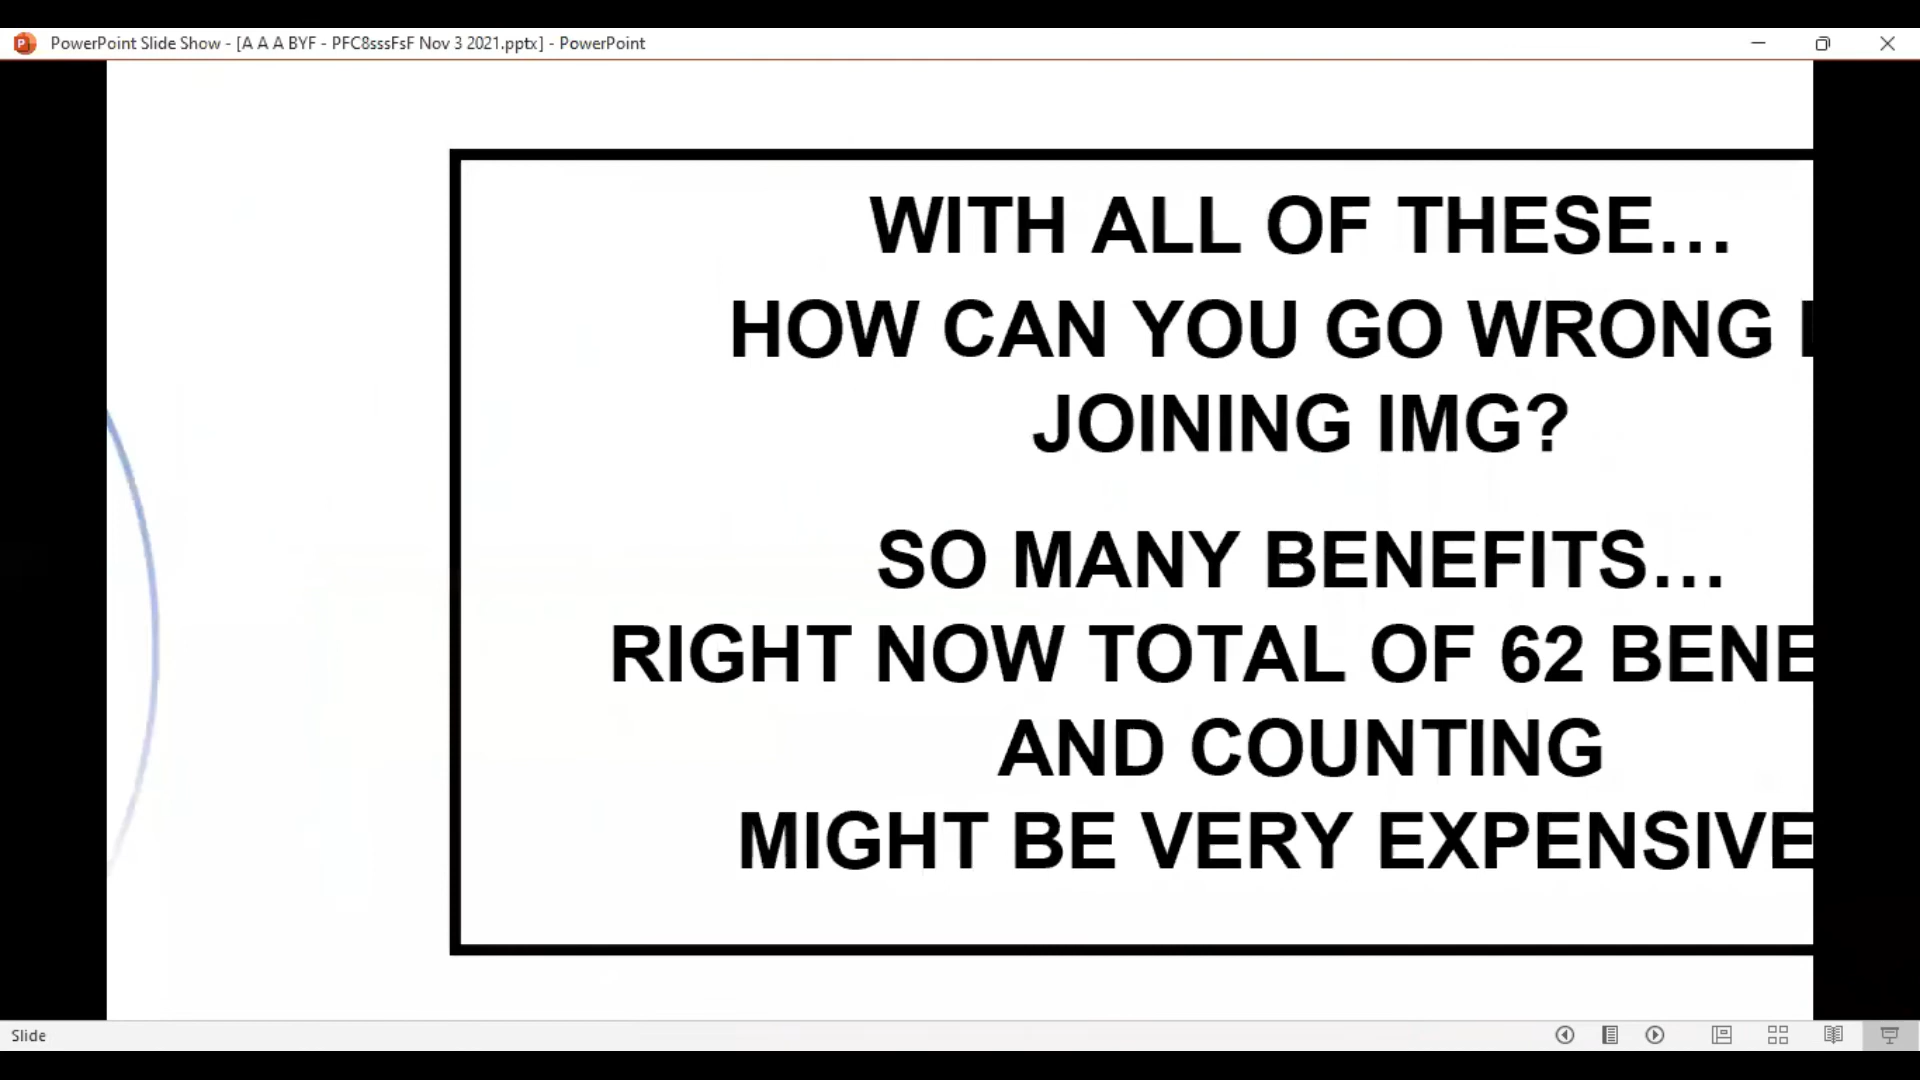 PowerPoint Slide Show - [A A A BYF - PFC8sssFsF Nov 3 2021.pptx] - PowerPoint
WITH ALL OF THESE…
HOW CAN YOU GO WRONG
JOINING IMG?
SO MANY BENEFITS…
RIGHT NOW TOTAL OF 62 BENE
AND COUNTING
MIGHT BE VERY EXPENSIVE
Slide